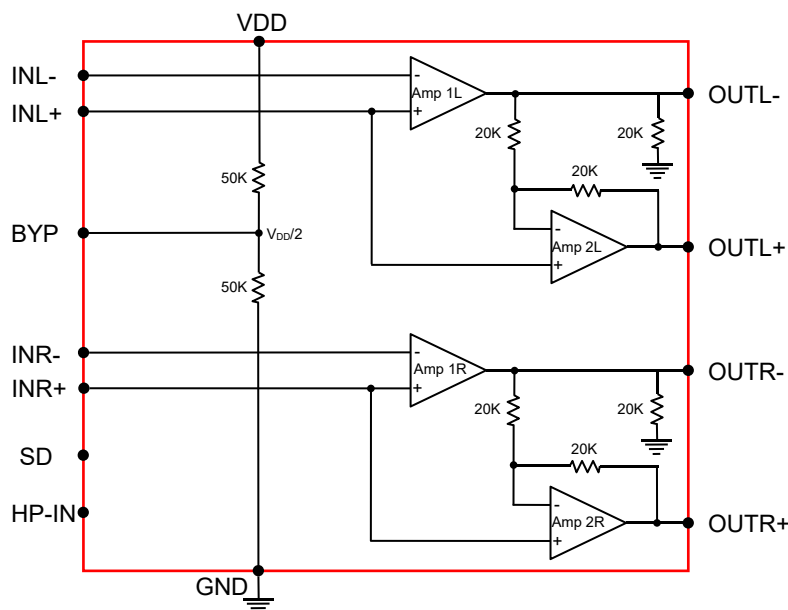 VDD
INL-
-
Amp 1L
OUTL-
INL+
+
20K
20K
50K
20K
BYP
VDD/2
-
Amp 2L
OUTL+
+
50K
INR-
-
Amp 1R
OUTR-
INR+
+
20K
20K
20K
SD
-
HP-IN
Amp 2R
OUTR+
+
GND